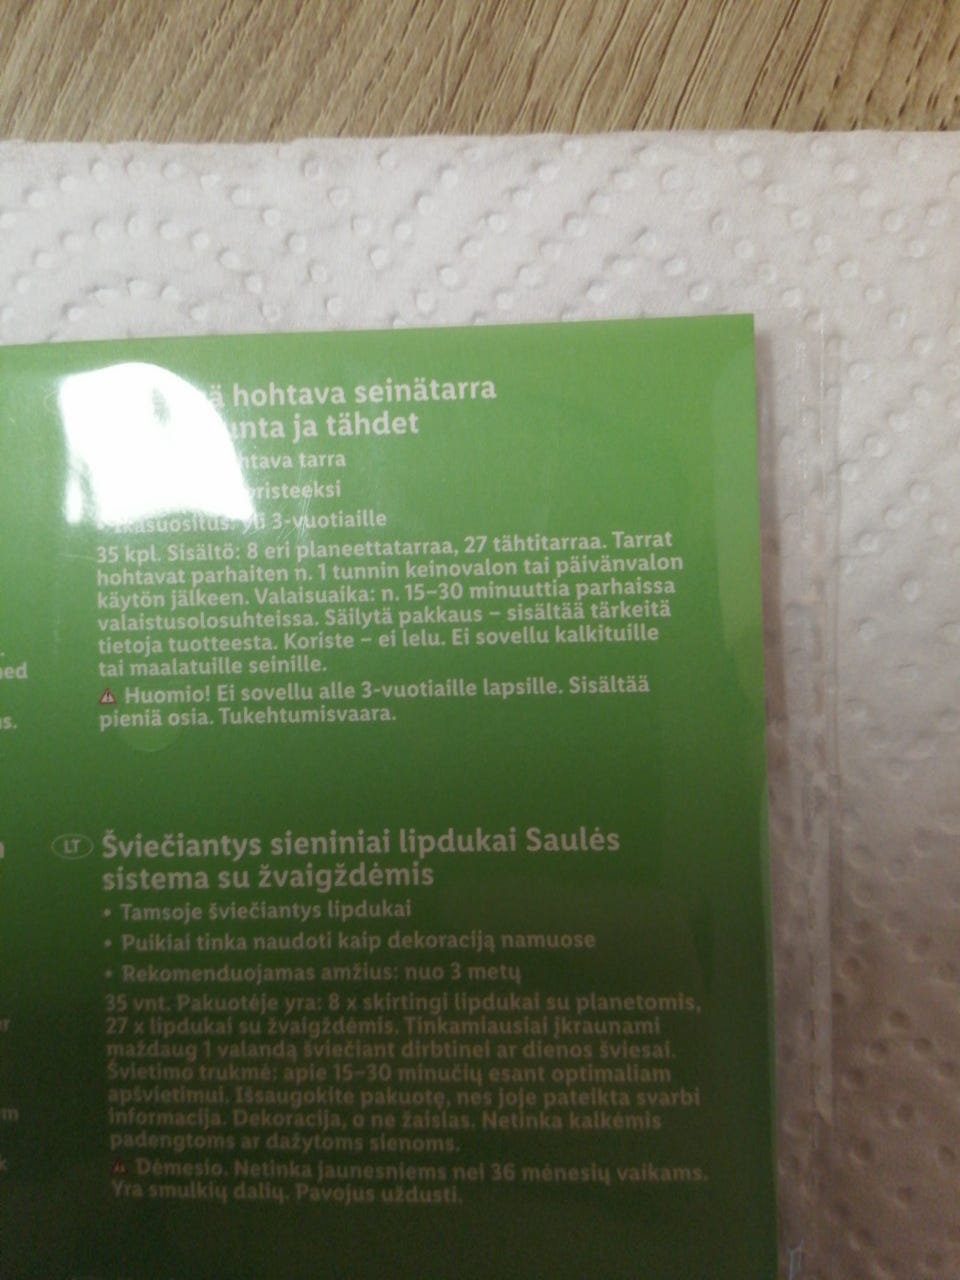 hohtava seinätarra
ja tähdet
tarra
3-vuotiaille
35 kpl. Sisältö: 8 eri planeettatarraa, 27 tähtitarraa. Tarrat
hohtavat parhaiten n. 1 tunnin keinovalon tai päivänvalon
käytön jälkeen. Valaisuaika: n. 15–30 minuuttia parhaissa
valaistusolosuhteissa. Säilytä pakkaus – sisältää tärkeitä
tietoja tuotteesta. Koriste – ei lelu. Ei sovellu kalkituille
tai maalatuille seinille.
Huomio! Ei sovellu alle 3-vuotiaille lapsille. Sisältää
pieniä osia. Tukehtumisvaara.
LT Šviečiantys sieniniai lipdukai Saulės
sistema su žvaigždėmis
• Tamsoje šviečiantys lipdukai
• Puikiai tinka naudoti kaip dekoraciją namuose
• Rekomenduojamas amžius: nuo 3 metų
35 vnt. Pakuotėje yra: 8 x skirtingi lipdukai su planetomis,
27 x lipdukai su žvaigždėmis. Tinkamiausiai įkraunami
maždaug 1 valandą šviečiant dirbtinei ar dienos šviesai.
Švietimo trukmė: apie 15–30 minučių esant optimaliam
apšvietimui. Išsaugokite pakuotę, nes joje pateikta svarbi
informacija. Dekoracija, o ne žaislas. Netinka kalkėmis
padengtoms ar dažytoms sienoms.
Dėmesio. Netinka jaunesniems nei 36 mėnesių vaikams.
Yra smulkių dalių. Pavojus uždusti.